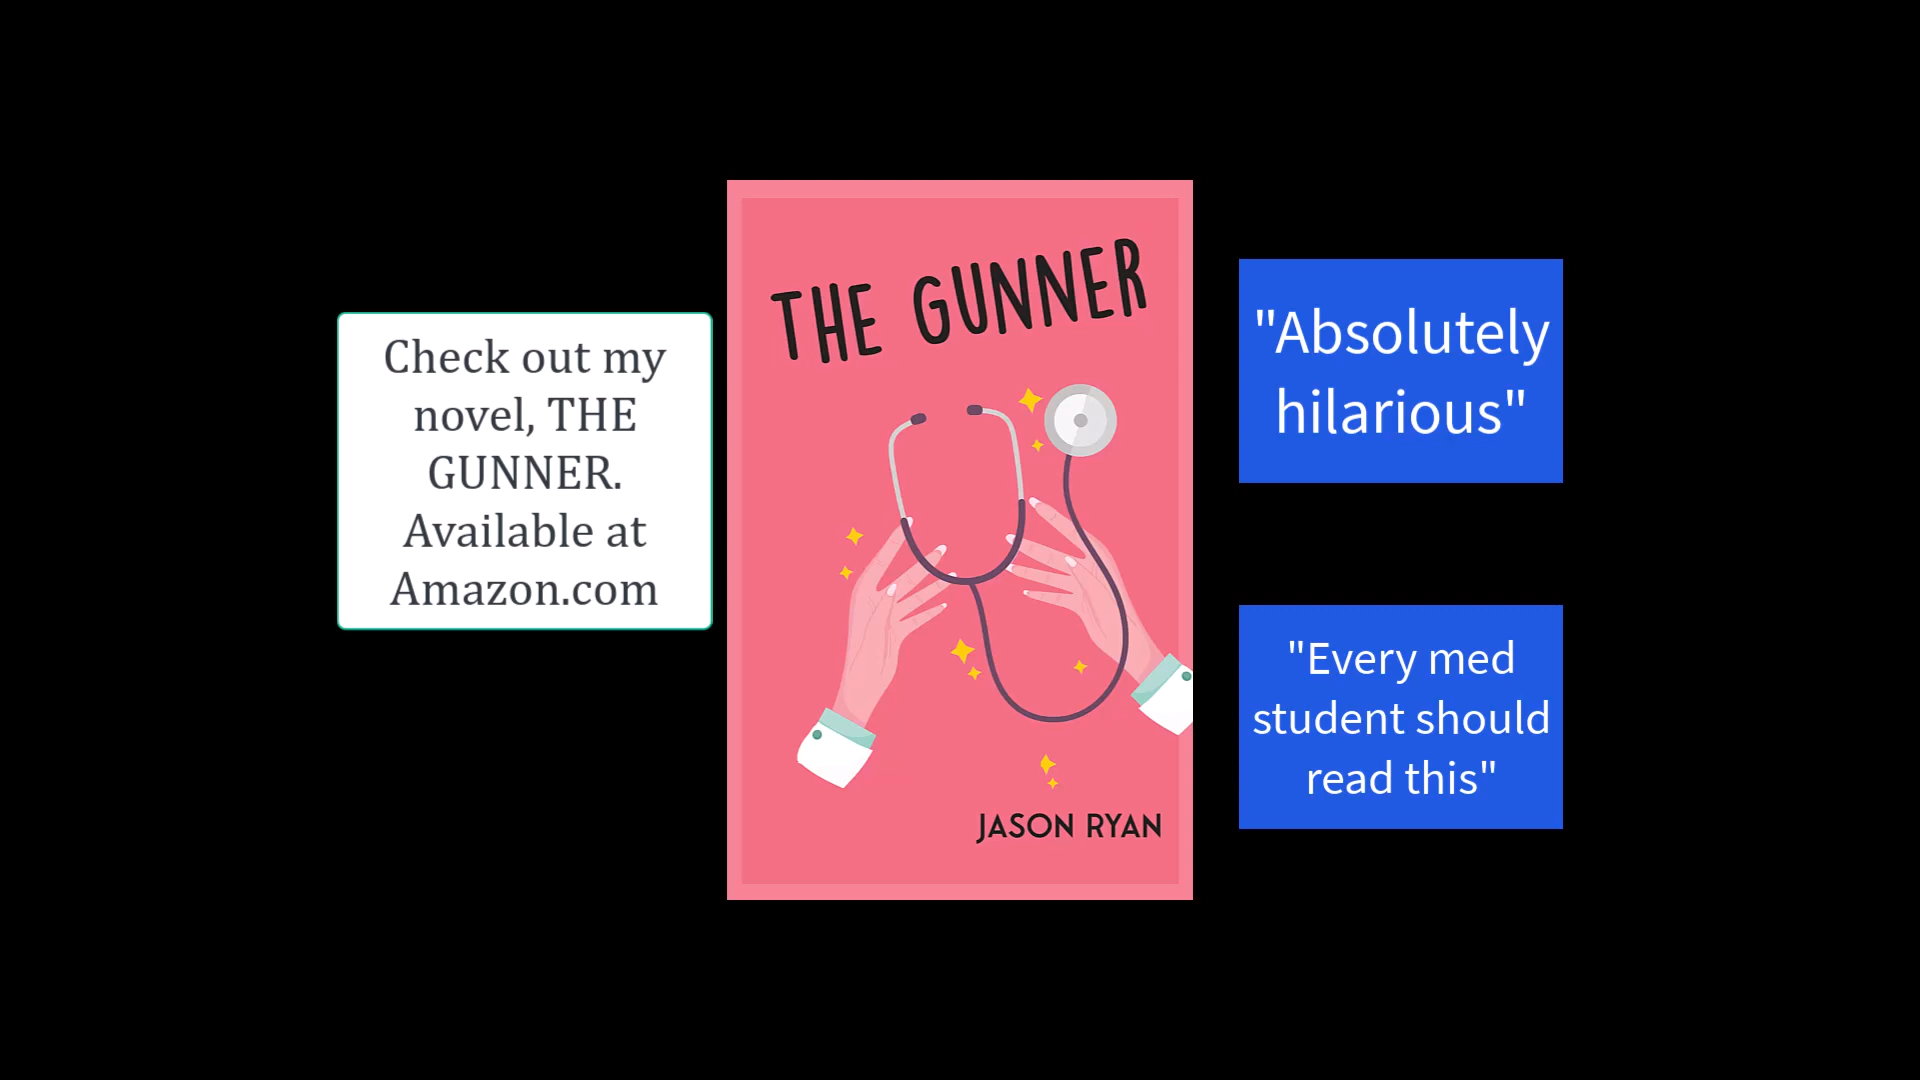 Check out my
novel, THE
GUNNER.
Available at
Amazon.com
THE GUNNER
JASON RYAN
"Absolutely
hilarious"
"Every med
student should
read this"